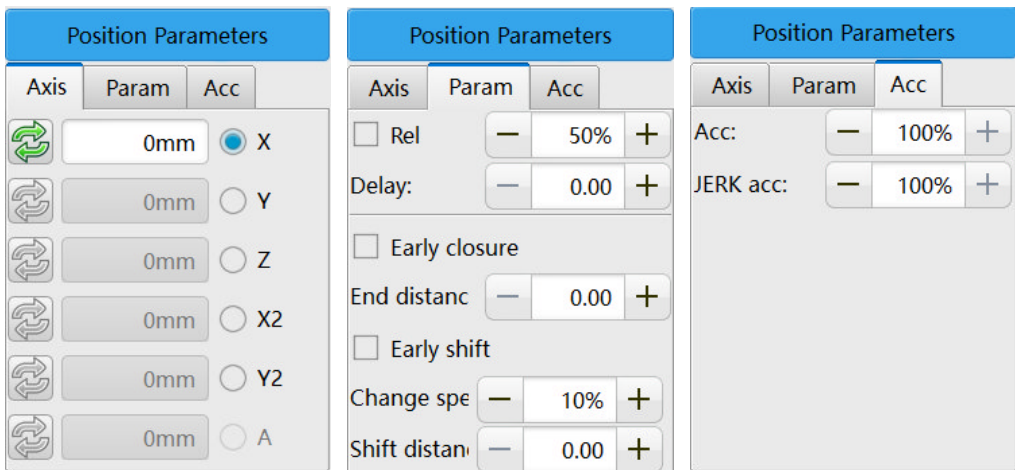 Position Parameters
Axis Param Acc
0mm X
0mm Y
0mm Z
0mm X2
0mm Y2
0mm A
Position Parameters
Axis Param Acc
Rel − 50% +
Delay: − 0.00 +
Early closure
End distanc − 0.00 +
Early shift
Change spe − 10% +
Shift distan − 0.00 +
Position Parameters
Axis Param Acc
Acc: − 100% +
JERK acc: − 100% +